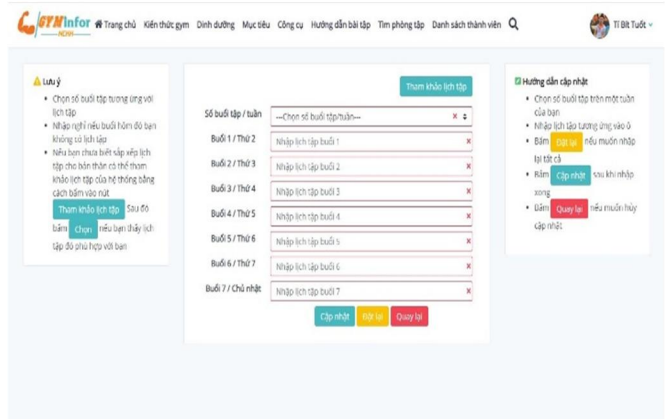 GYMinfor
NCHH
Trang chủ Kiến thức gym Dinh dưỡng Mục tiêu Công cụ Hướng dẫn bài tập Tìm phòng tập Danh sách thành viên
Tí Bít Tuốt
Lưu ý
Chọn số buổi tập tương ứng với
lịch tập
Nhập nghỉ nếu buổi hôm đó bạn
không có lịch tập
Nếu bạn chưa biết sắp xếp lịch
tập cho bản thân có thể tham
khảo lịch tập của hệ thống bằng
cách bấm vào nút
Tham khảo lịch tập Sau đó
bấm Chọn nếu bạn thấy lịch
tập đó phù hợp với bạn
Tham khảo lịch tập
Số buổi tập / tuần ---Chọn số buổi tập/tuần---
Buổi 1 / Thứ 2 Nhập lịch tập buổi 1
Buổi 2 / Thứ 3 Nhập lịch tập buổi 2
Buổi 3 / Thứ 4 Nhập lịch tập buổi 3
Buổi 4 / Thứ 5 Nhập lịch tập buổi 4
Buổi 5 / Thứ 6 Nhập lịch tập buổi 5
Buổi 6 / Thứ 7 Nhập lịch tập buổi 6
Buổi 7 / Chủ nhật Nhập lịch tập buổi 7
Cập nhật Đặt lại Quay lại
Hướng dẫn cập nhật
Chọn số buổi tập trên một tuần
của bạn
Nhập lịch tập tương ứng vào ô
Bấm Đặt lại nếu muốn nhập
lại tất cả
Bấm Cập nhật sau khi nhập
xong
Bấm Quay lại nếu muốn hủy
cập nhật